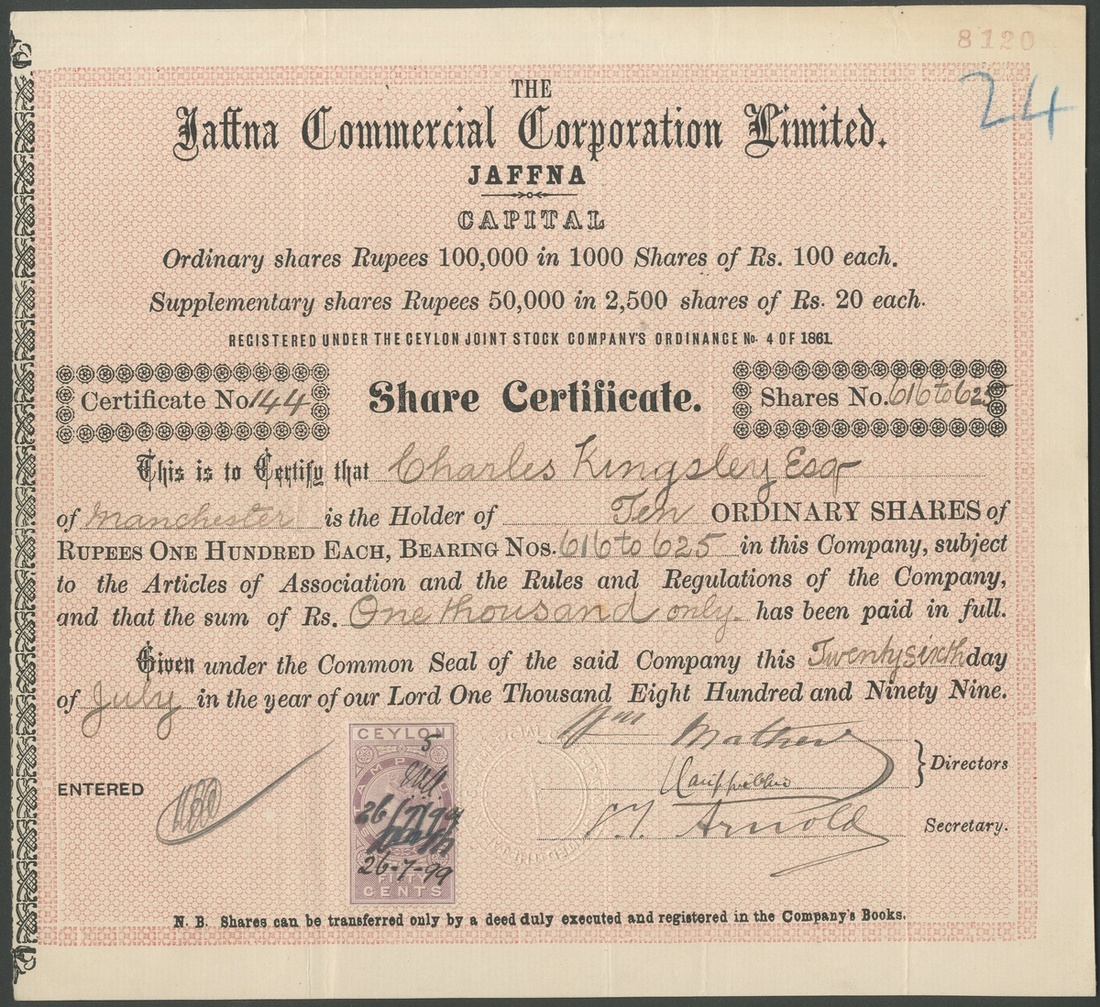 8120
24
THE
Jaffna Commercial Corporation Limited.
JAFFNA
CAPITAL
Ordinary shares Rupees 100,000 in 1000 Shares of Rs. 100 each.
Supplementary shares Rupees 50,000 in 2,500 shares of Rs. 20 each.
REGISTERED UNDER THE CEYLON JOINT STOCK COMPANY'S ORDINANCE No. 4 OF 1861.
Certificate No. 144
Share Certificate.
Shares No. 616 to 625
This is to Certify that Charles Kingsley Esqr
of Manchester is the Holder of Ten ORDINARY SHARES of
RUPEES ONE HUNDRED EACH, BEARING NOS. 616 to 625 in this Company, subject
to the Articles of Association and the Rules and Regulations of the Company,
and that the sum of Rs. One thousand only. has been paid in full.
Given under the Common Seal of the said Company this Twentysixth day
of July in the year of our Lord One Thousand Eight Hundred and Ninety Nine.
CEYLON
STAMP
5
26/7/99
26-7-99
FIFTY
CENTS
ENTERED
Wm Mather
Directors
Arnold
Secretary.
N. B. Shares can be transferred only by a deed duly executed and registered in the Company's Books.